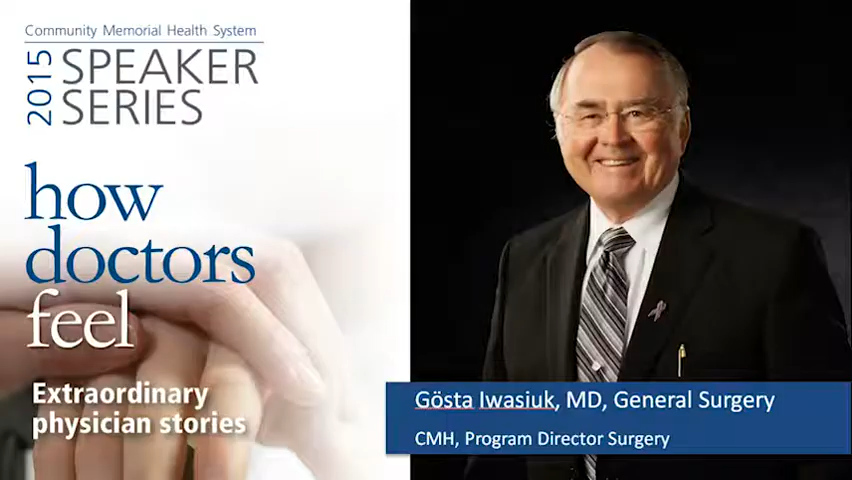 Community Memorial Health System
2015 SPEAKER
SERIES
how
doctors
feel
Extraordinary
physician stories
Gösta Iwasiuk, MD, General Surgery
CMH, Program Director Surgery